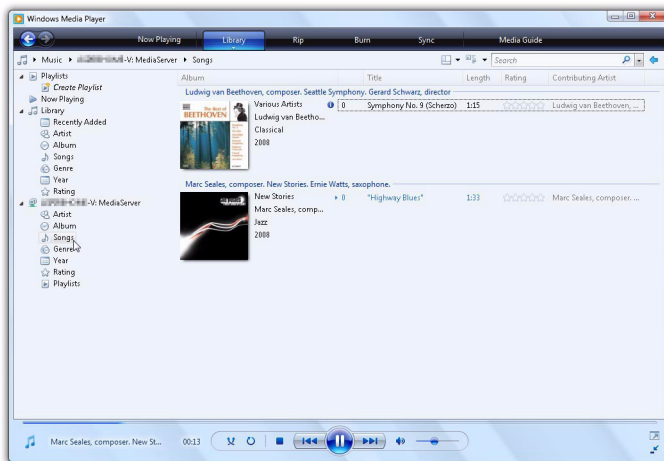 Windows Media Player
Now Playing
Library
Rip
Burn
Sync
Media Guide
Music
-V: MediaServer
Songs
Search
Playlists
Create Playlist
Now Playing
Library
Recently Added
Artist
Album
Songs
Genre
Year
Rating
-V: MediaServer
Artist
Album
Songs
Genre
Year
Rating
Playlists
Album
Title
Length
Rating
Contributing Artist
Ludwig van Beethoven, composer. Seattle Symphony. Gerard Schwarz, director
The Best of
BEETHOVEN
Various Artists
Ludwig van Beetho...
Classical
2008
0
Symphony No. 9 (Scherzo)
1:15
Ludwig van Beethoven, ...
Marc Seales, composer. New Stories. Ernie Watts, saxophone.
New Stories
Marc Seales, comp...
Jazz
2008
0
"Highway Blues"
1:33
Marc Seales, composer. ...
Marc Seales, composer. New St...
00:13